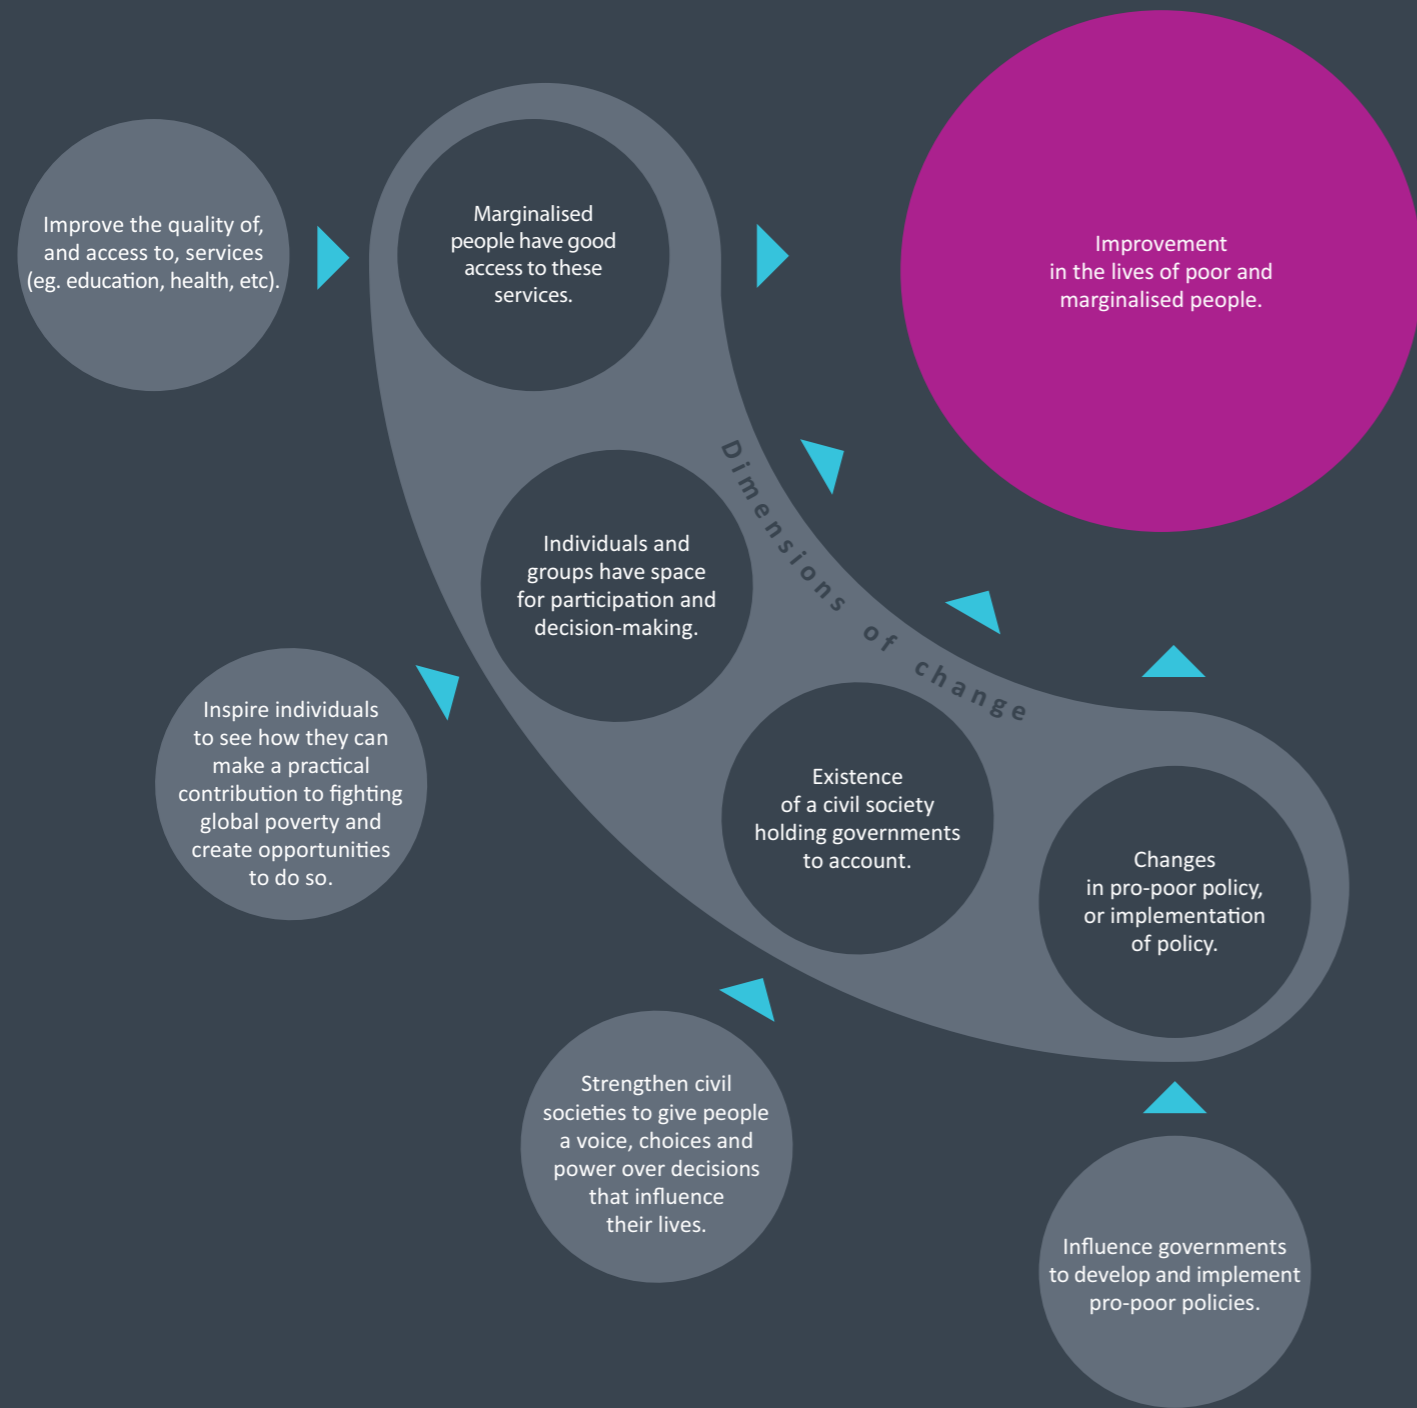 Improve the quality of,
and access to, services
(eg. education, health, etc).
Marginalised
people have good
access to these
services.
Improvement
in the lives of poor and
marginalised people.
Dimensions of change
Individuals and
groups have space
for participation and
decision-making.
Inspire individuals
to see how they can
make a practical
contribution to fighting
global poverty and
create opportunities
to do so.
Existence
of a civil society
holding governments
to account.
Changes
in pro-poor policy,
or implementation
of policy.
Strengthen civil
societies to give people
a voice, choices and
power over decisions
that influence
their lives.
Influence governments
to develop and implement
pro-poor policies.